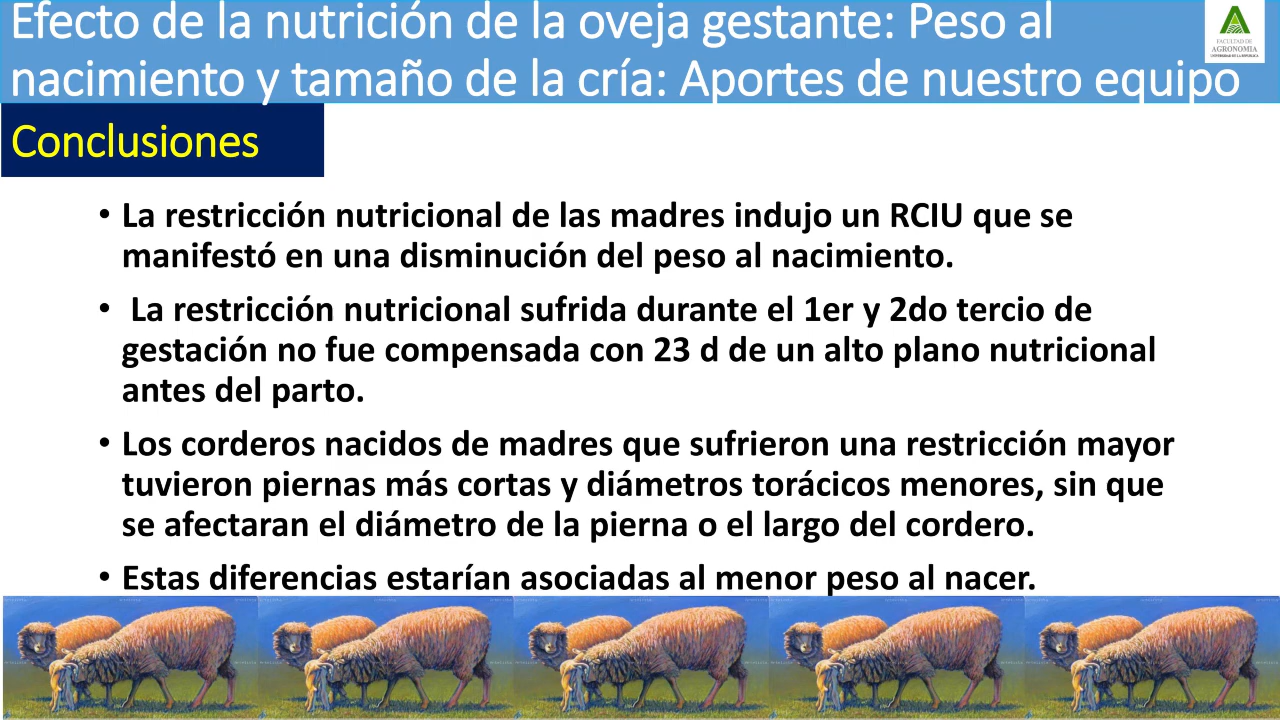 Efecto de la nutrición de la oveja gestante: Peso al
nacimiento y tamaño de la cría: Aportes de nuestro equipo
FACULTAD DE
AGRONOMIA
UNIVERSIDAD DE LA REPUBLICA
Conclusiones
• La restricción nutricional de las madres indujo un RCIU que se
manifestó en una disminución del peso al nacimiento.
• La restricción nutricional sufrida durante el 1er y 2do tercio de
gestación no fue compensada con 23 d de un alto plano nutricional
antes del parto.
• Los corderos nacidos de madres que sufrieron una restricción mayor
tuvieron piernas más cortas y diámetros torácicos menores, sin que
se afectaran el diámetro de la pierna o el largo del cordero.
• Estas diferencias estarían asociadas al menor peso al nacer.